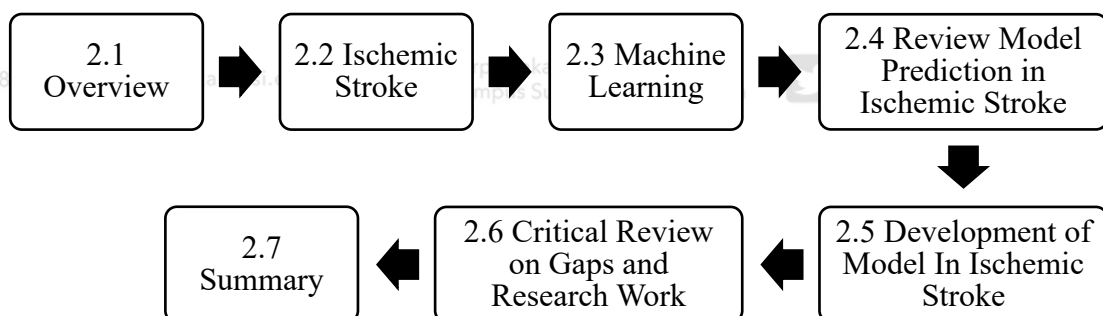 2.1
Overview
2.2 Ischemic
Stroke
2.3 Machine
Learning
2.4 Review Model
Prediction in
Ischemic Stroke
2.5 Development of
Model In Ischemic
Stroke
2.6 Critical Review
on Gaps and
Research Work
2.7
Summary